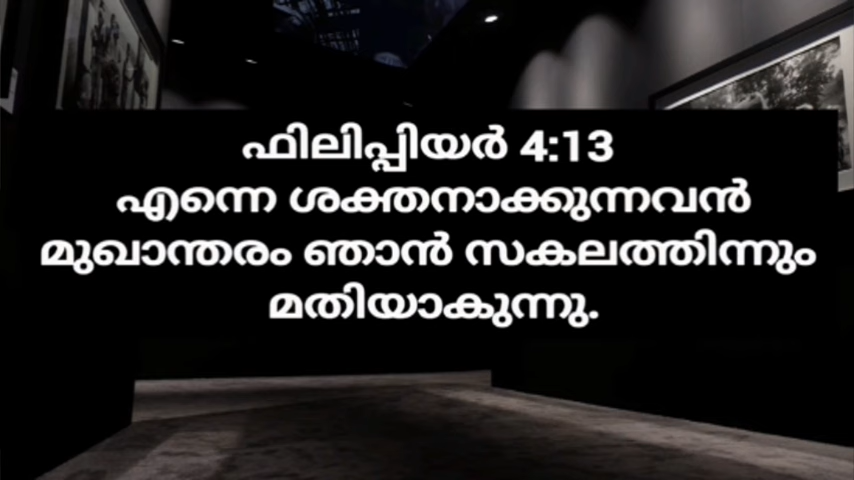 ഫിലിപ്പിയർ 4:13
എന്നെ ശക്തനാക്കുന്നവൻ
മുഖാന്തരം ഞാൻ സകലത്തിന്നും
മതിയാകുന്നു.